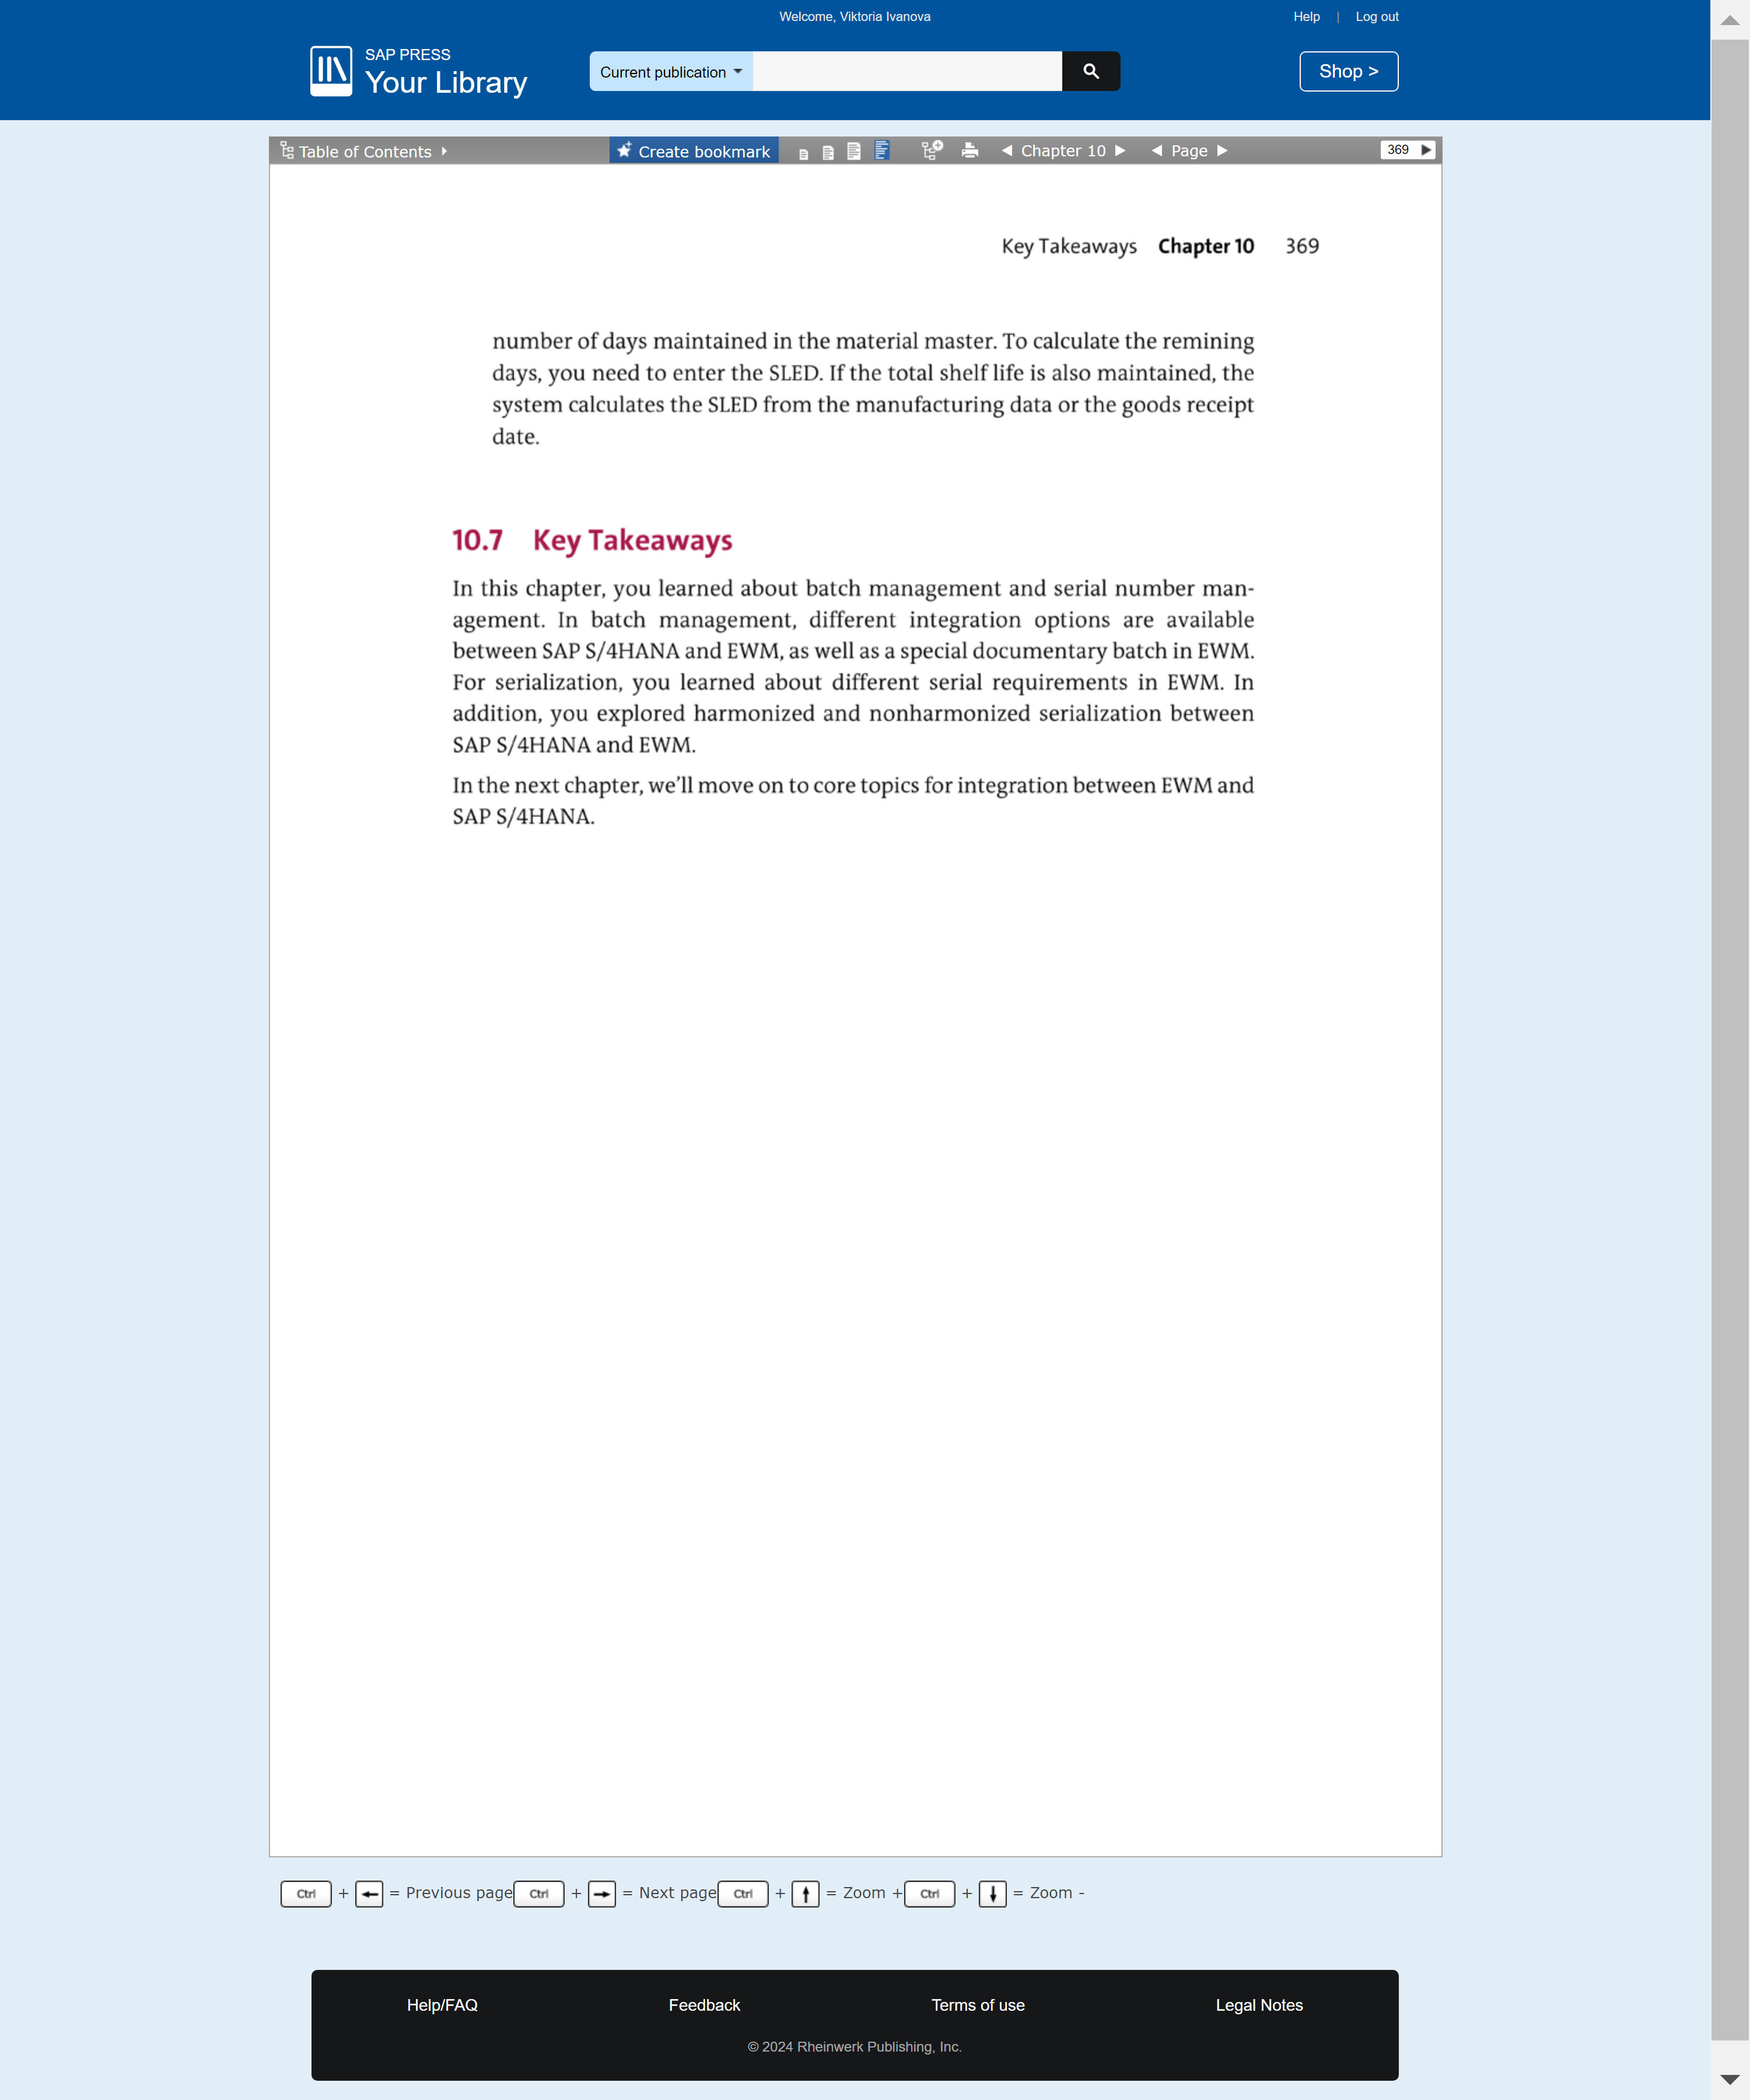 Welcome, Viktoria Ivanova
Help | Log out
SAP PRESS
Your Library
Current publication
Shop >
Table of Contents
Create bookmark
Chapter 10
Page
369
Key Takeaways Chapter 10 369
number of days maintained in the material master. To calculate the remining
days, you need to enter the SLED. If the total shelf life is also maintained, the
system calculates the SLED from the manufacturing data or the goods receipt
date.
10.7 Key Takeaways
In this chapter, you learned about batch management and serial number man-
agement. In batch management, different integration options are available
between SAP S/4HANA and EWM, as well as a special documentary batch in EWM.
For serialization, you learned about different serial requirements in EWM. In
addition, you explored harmonized and nonharmonized serialization between
SAP S/4HANA and EWM.
In the next chapter, we’ll move on to core topics for integration between EWM and
SAP S/4HANA.
Ctrl + ← = Previous page Ctrl + → = Next page Ctrl + ↑ = Zoom + Ctrl + ↓ = Zoom -
Help/FAQ Feedback Terms of use Legal Notes
© 2024 Rheinwerk Publishing, Inc.